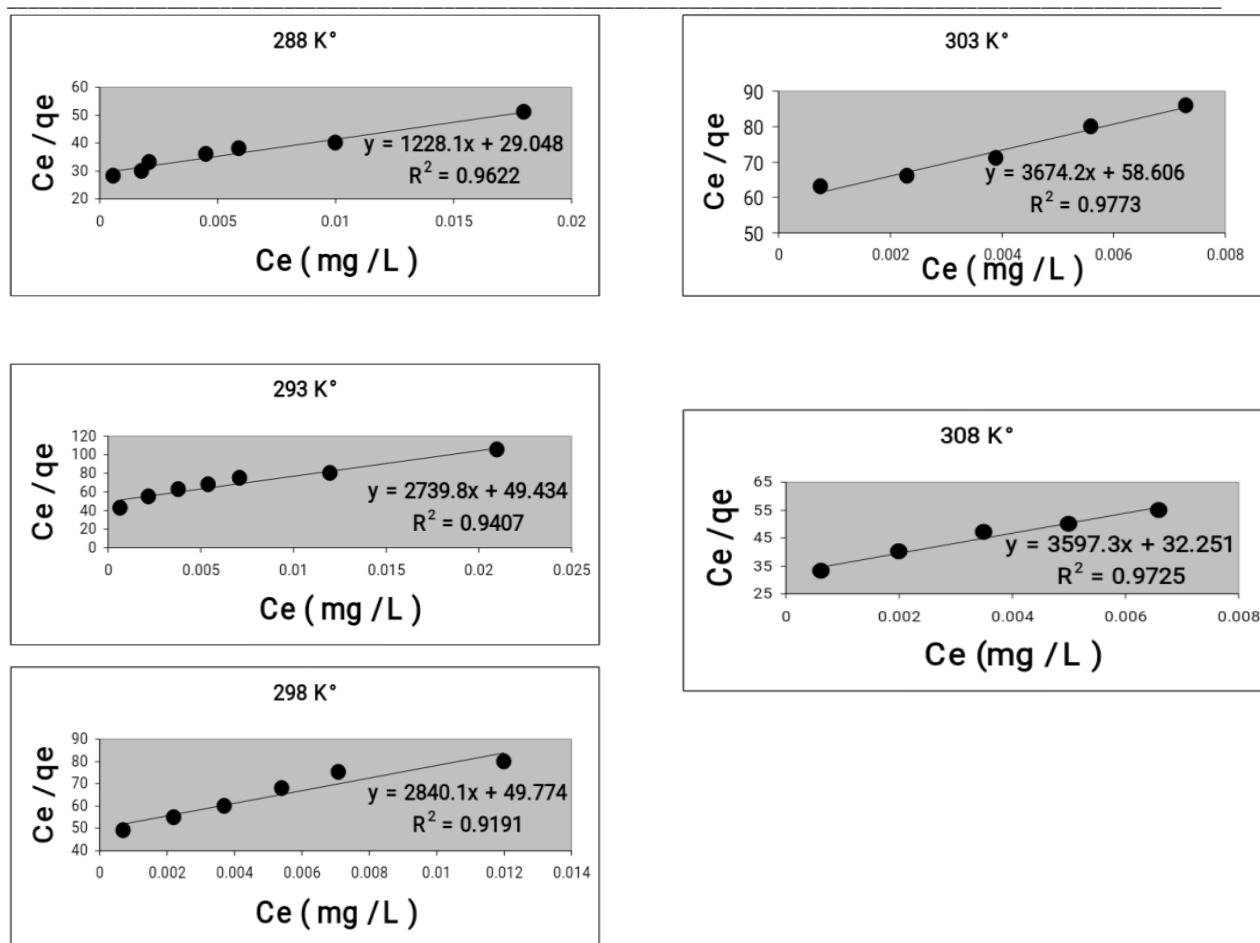 288 K°
Ce / qe
60
50
40
30
20
y = 1228.1x + 29.048
R² = 0.9622
0 0.005 0.01 0.015 0.02
Ce ( mg /L )
293 K°
Ce / qe
120
100
80
60
40
20
0
y = 2739.8x + 49.434
R² = 0.9407
0 0.005 0.01 0.015 0.02 0.025
Ce ( mg /L )
298 K°
Ce / qe
90
80
70
60
50
40
y = 2840.1x + 49.774
R² = 0.9191
0 0.002 0.004 0.006 0.008 0.01 0.012 0.014
Ce ( mg /L )
303 K°
Ce / qe
90
80
70
60
50
y = 3674.2x + 58.606
R² = 0.9773
0 0.002 0.004 0.006 0.008
Ce ( mg /L )
308 K°
Ce /qe
65
55
45
35
25
y = 3597.3x + 32.251
R² = 0.9725
0 0.002 0.004 0.006 0.008
Ce (mg /L )